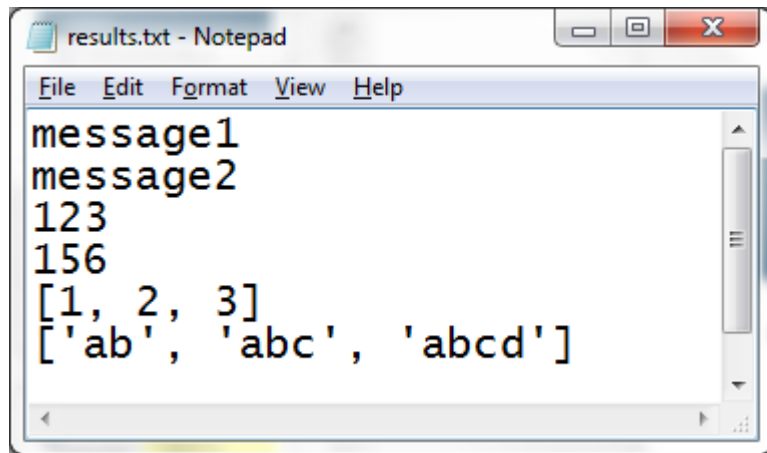 results.txt - Notepad
File Edit Format View Help
message1
message2
123
156
[1, 2, 3]
['ab', 'abc', 'abcd']